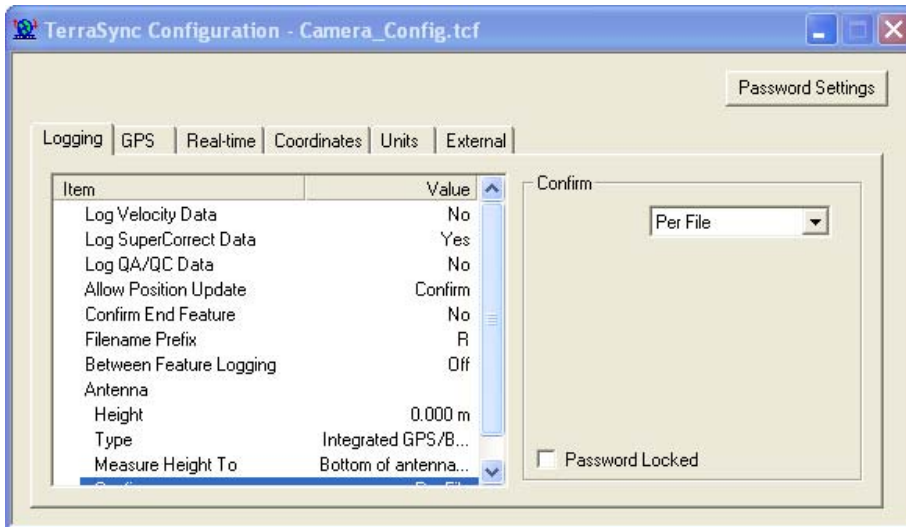 TerraSync Configuration - Camera_Config.tcf
Password Settings
Logging GPS Real-time Coordinates Units External
Item Value
Log Velocity Data No
Log SuperCorrect Data Yes
Log QA/QC Data No
Allow Position Update Confirm
Confirm End Feature No
Filename Prefix R
Between Feature Logging Off
Antenna
Height 0.000 m
Type Integrated GPS/B...
Measure Height To Bottom of antenna...
Confirm Per File
Confirm
Per File
Password Locked